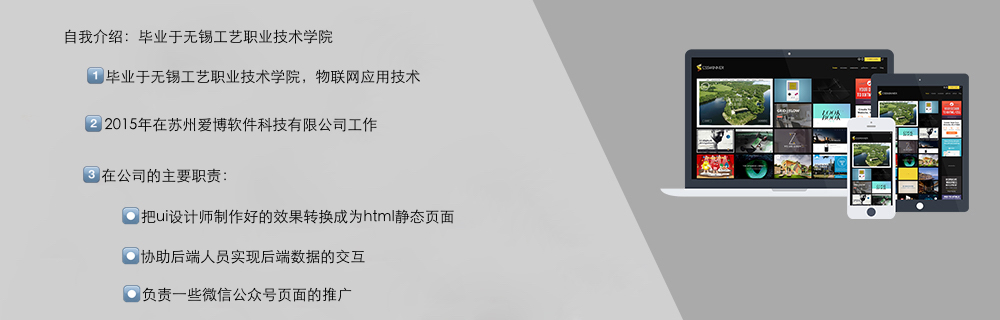 自我介绍：毕业于无锡工艺职业技术学院
1 毕业于无锡工艺职业技术学院，物联网应用技术
2 2015年在苏州爱博软件科技有限公司工作
3 在公司的主要职责：
把ui设计师制作好的效果转换成为html静态页面
协助后端人员实现后端数据的交互
负责一些微信公众号页面的推广